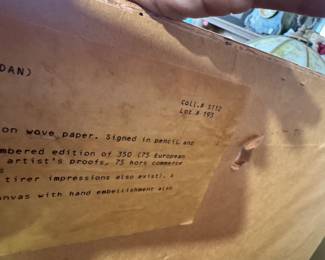 DAN)
Coll.# 5112
Lot # 193
on wove paper. Signed in pencil and
mbered edition of 350 (75 European
artist's proofs, 75 hors commerce
s
tirer impressions also exist). A
anvas with hand embellishment also